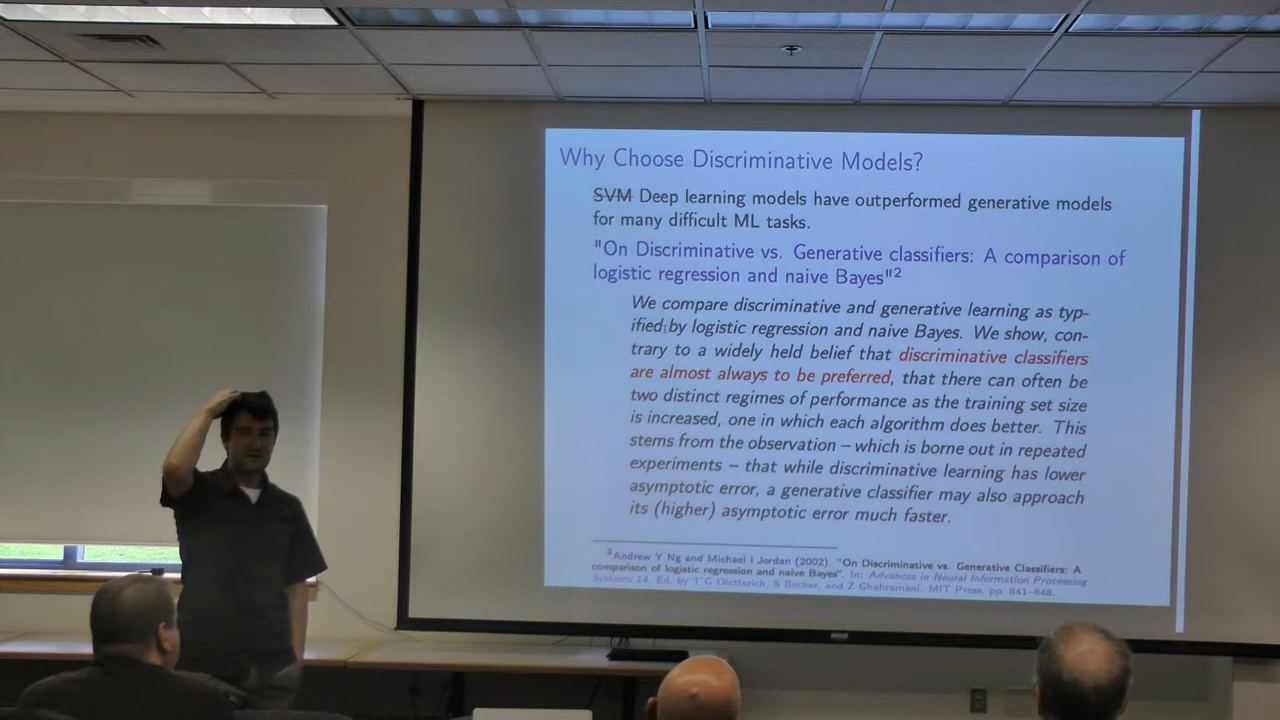 Why Choose Discriminative Models?
SVM Deep learning models have outperformed generative models
for many difficult ML tasks.
"On Discriminative vs. Generative classifiers: A comparison of
logistic regression and naive Bayes"2
We compare discriminative and generative learning as typ-
ified by logistic regression and naive Bayes. We show, con-
trary to a widely held belief that discriminative classifiers
are almost always to be preferred, that there can often be
two distinct regimes of performance as the training set size
is increased, one in which each algorithm does better. This
stems from the observation – which is borne out in repeated
experiments – that while discriminative learning has lower
asymptotic error, a generative classifier may also approach
its (higher) asymptotic error much faster.
2Andrew Y Ng and Michael I Jordan (2002). "On Discriminative vs. Generative Classifiers: A
comparison of logistic regression and naive Bayes". In: Advances in Neural Information Processing
Systems 14. Ed. by T G Dietterich, S Becker, and Z Ghahramani. MIT Press, pp. 841–848.